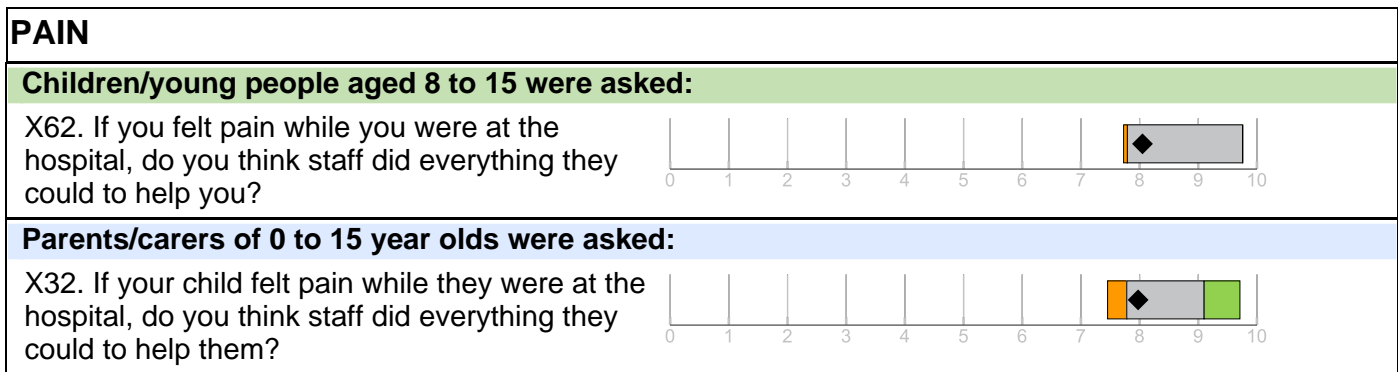 PAIN
Children/young people aged 8 to 15 were asked:
X62. If you felt pain while you were at the
hospital, do you think staff did everything they
could to help you?
0 1 2 3 4 5 6 7 8 9 10
Parents/carers of 0 to 15 year olds were asked:
X32. If your child felt pain while they were at the
hospital, do you think staff did everything they
could to help them?
0 1 2 3 4 5 6 7 8 9 10